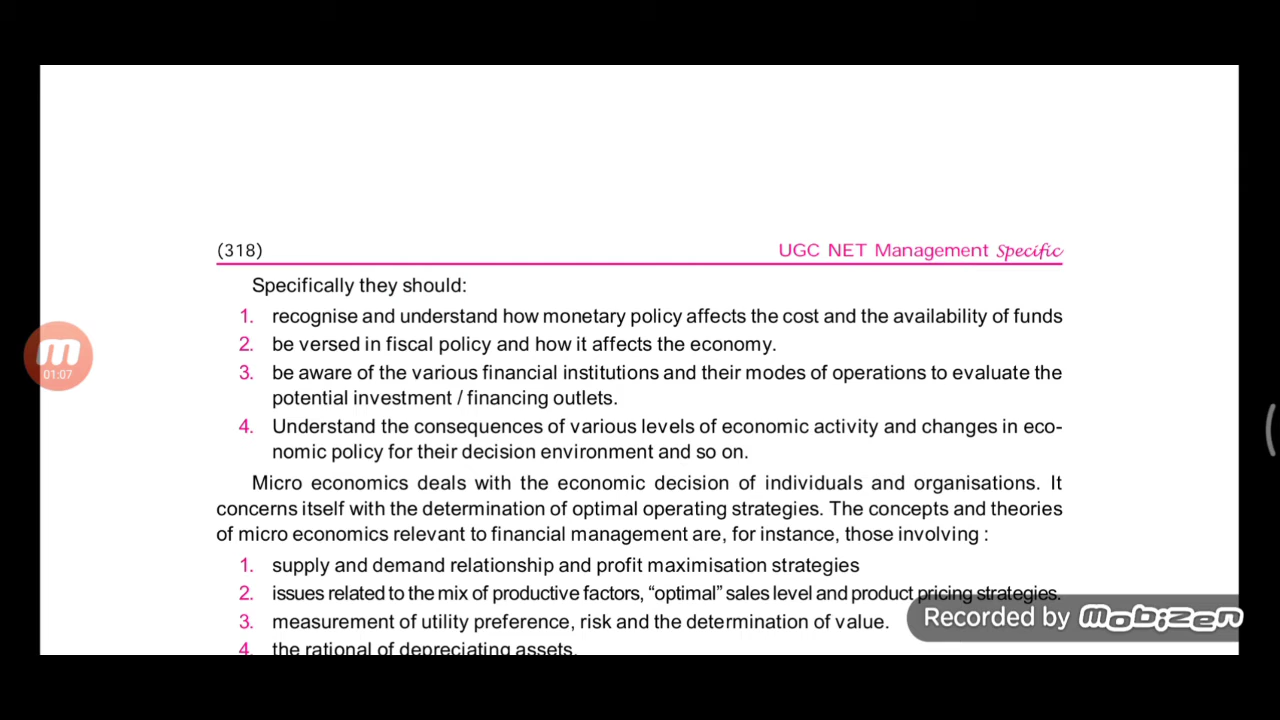 (318) UGC NET Management Specific
Specifically they should:
1. recognise and understand how monetary policy affects the cost and the availability of funds
2. be versed in fiscal policy and how it affects the economy.
3. be aware of the various financial institutions and their modes of operations to evaluate the
potential investment / financing outlets.
4. Understand the consequences of various levels of economic activity and changes in eco-
nomic policy for their decision environment and so on.
Micro economics deals with the economic decision of individuals and organisations. It
concerns itself with the determination of optimal operating strategies. The concepts and theories
of micro economics relevant to financial management are, for instance, those involving :
1. supply and demand relationship and profit maximisation strategies
2. issues related to the mix of productive factors, “optimal” sales level and product pricing strategies.
3. measurement of utility preference, risk and the determination of value.
4. the rational of depreciating assets.
m
01:07
Recorded by mobizen